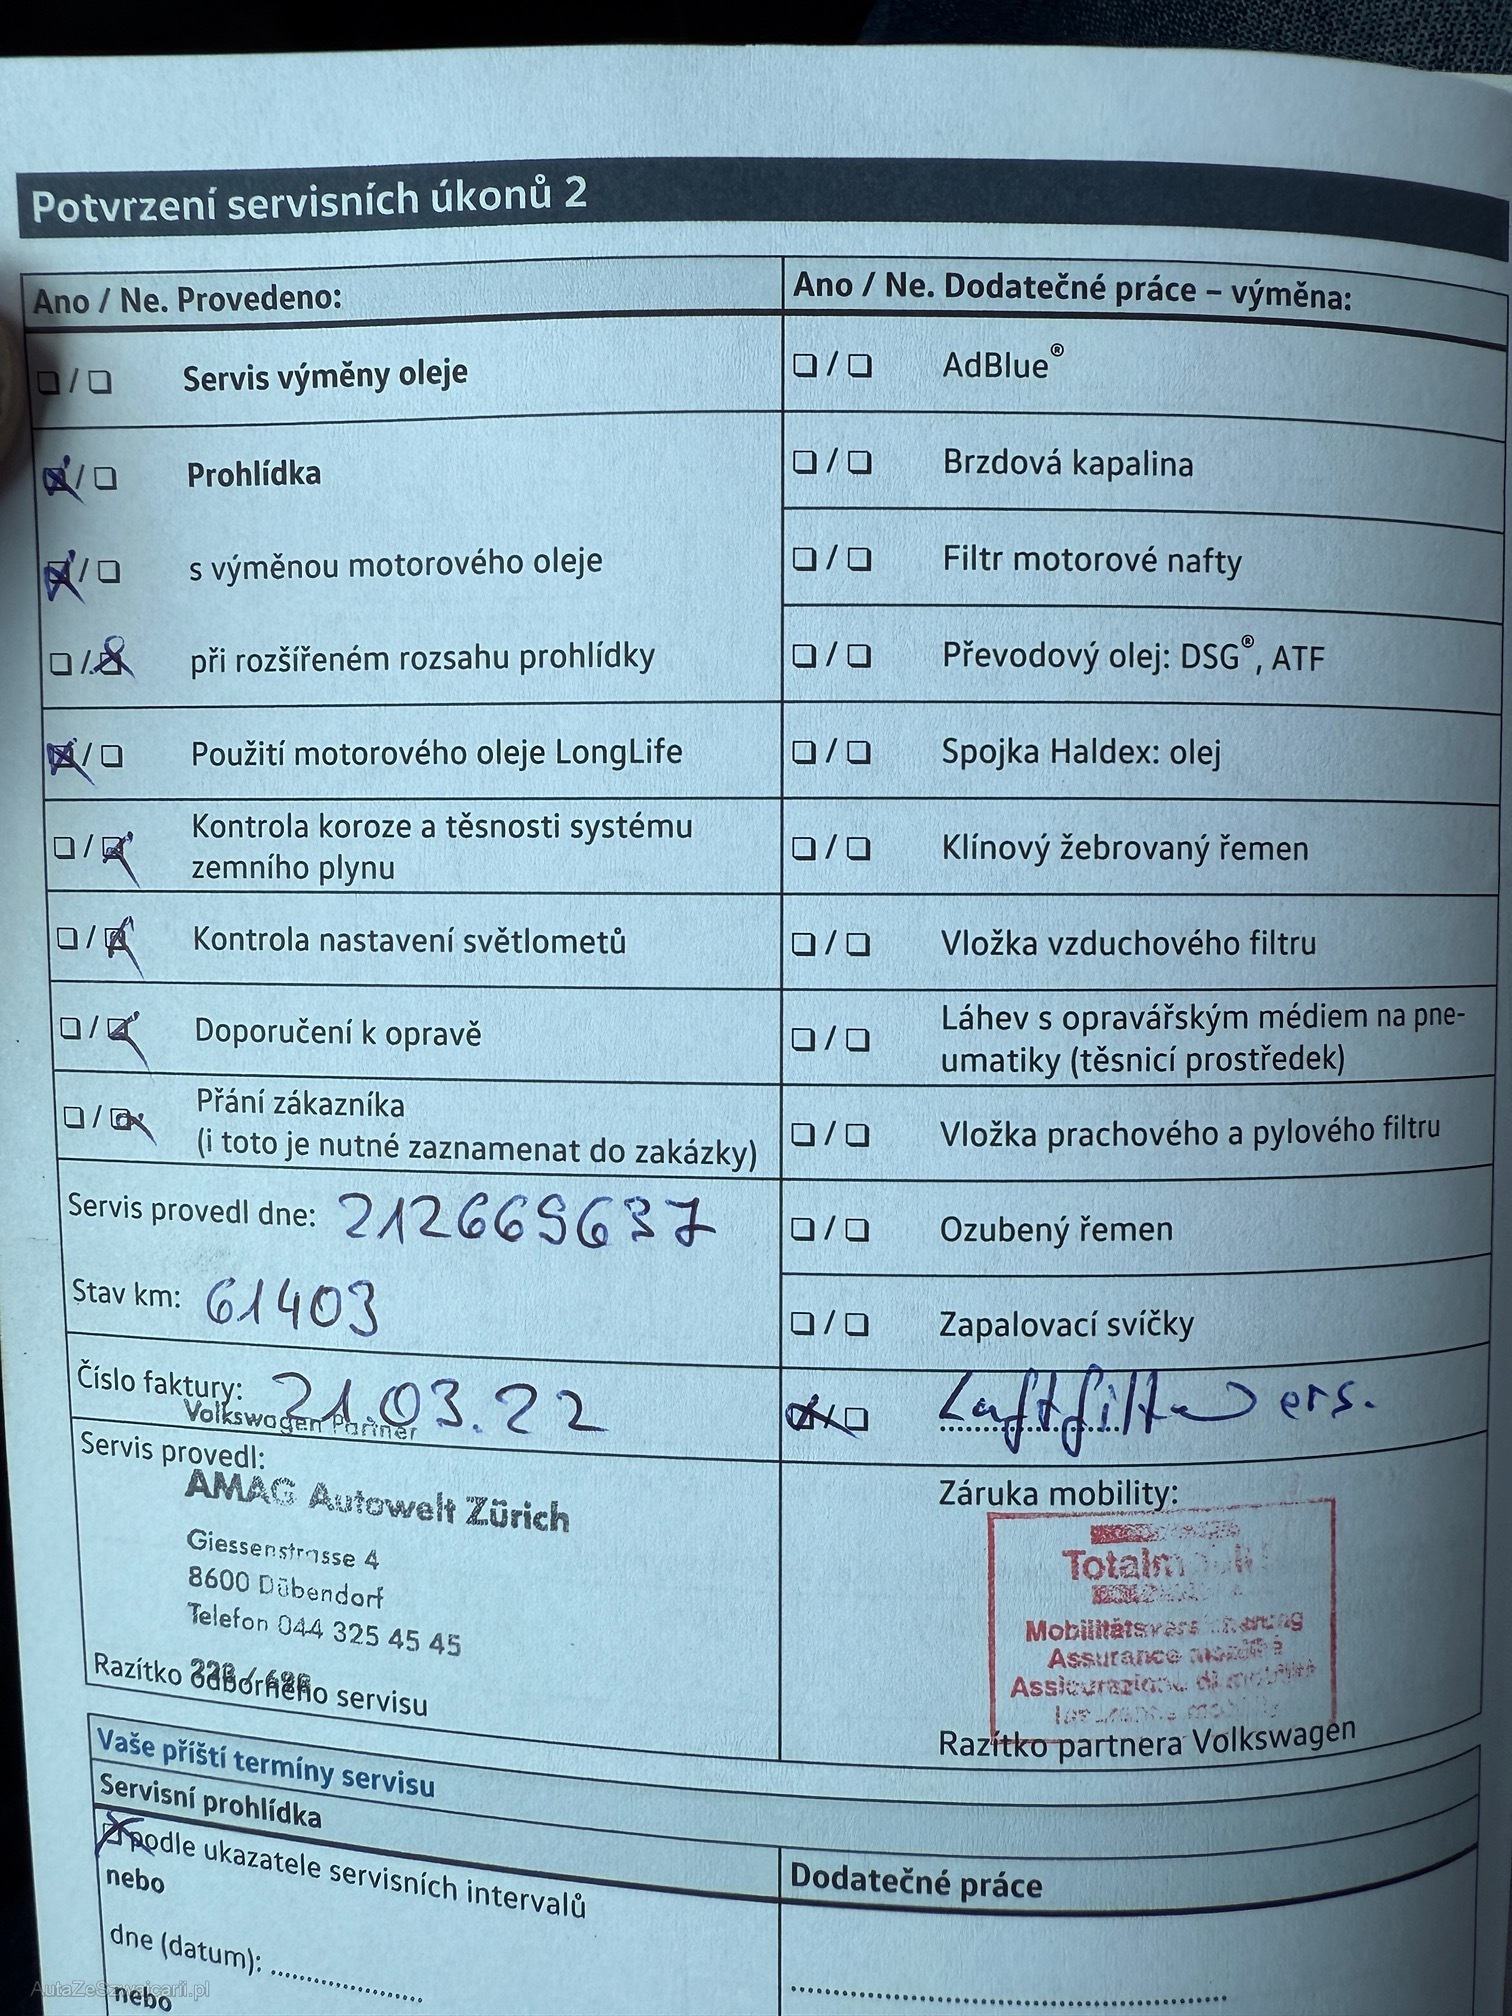 Potvrzení servisních úkonů 2
Ano / Ne. Provedeno:
Servis výměny oleje
Prohlídka
s výměnou motorového oleje
při rozšířeném rozsahu prohlídky
Použití motorového oleje LongLife
Kontrola koroze a těsnosti systému
zemního plynu
Kontrola nastavení světlometů
Doporučení k opravě
Přání zákazníka
(i toto je nutné zaznamenat do zakázky)
Servis provedl dne: 212669637
Stav km: 61403
Číslo faktury: 21.03.22
Volkswagen Partner
Servis provedl:
AMAG Autowelt Zürich
Giessenstrasse 4
8600 Dübendorf
Telefon 044 325 45 45
Razítko odborného servisu
Ano / Ne. Dodatečné práce – výměna:
AdBlue®
Brzdová kapalina
Filtr motorové nafty
Převodový olej: DSG®, ATF
Spojka Haldex: olej
Klínový žebrovaný řemen
Vložka vzduchového filtru
Láhev s opravářským médiem na pne-
umatiky (těsnicí prostředek)
Vložka prachového a pylového filtru
Ozubený řemen
Zapalovací svíčky
Luftfilter ers.
Záruka mobility:
Assurance
Razítko partnera Volkswagen
Vaše příští termíny servisu
Servisní prohlídka
podle ukazatele servisních intervalů
nebo
dne (datum):
nebo
Dodatečné práce
AutaZeSzwajcarii.pl